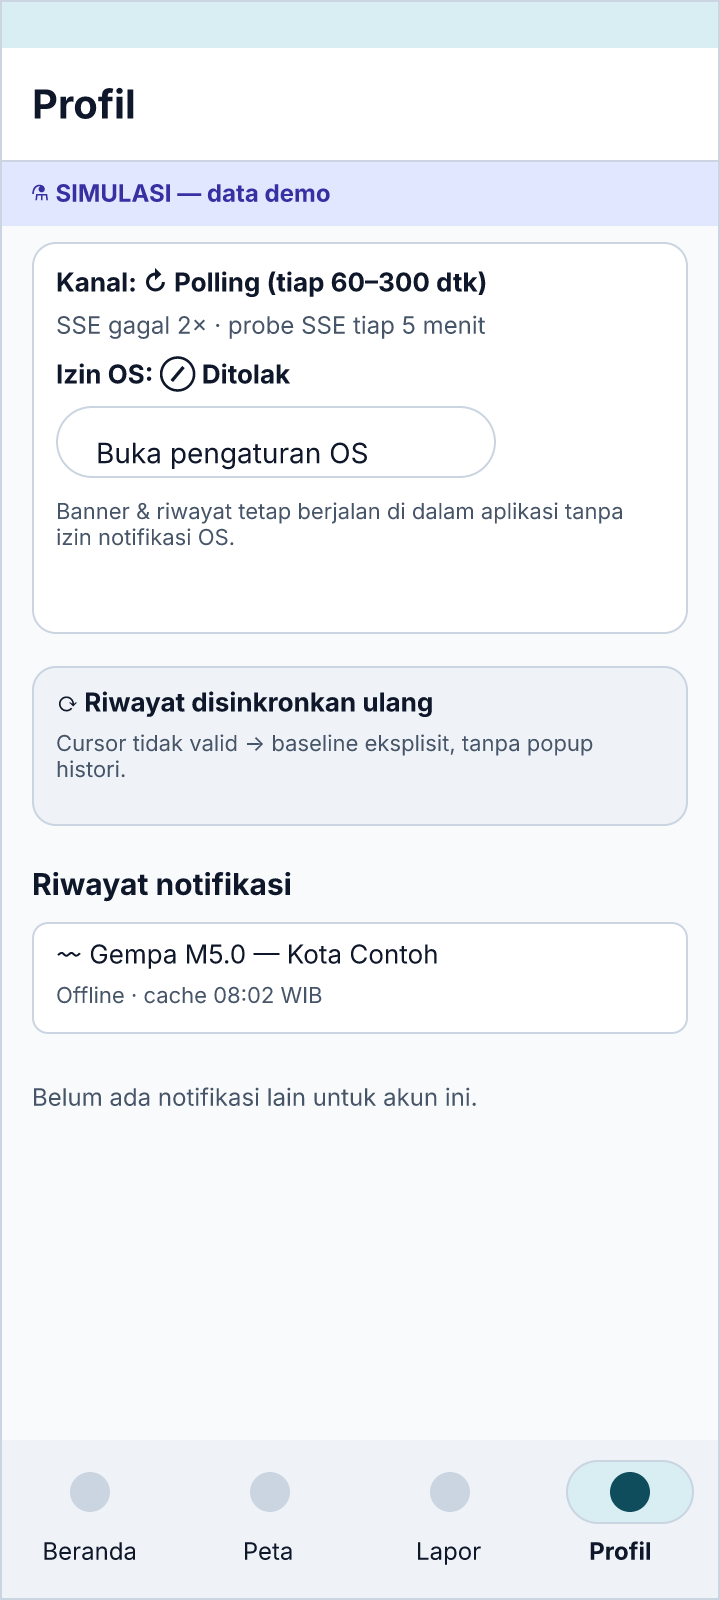 Profil
⚗ SIMULASI — data demo
Kanal: ↻ Polling (tiap 60–300 dtk)
SSE gagal 2× · probe SSE tiap 5 menit
Izin OS: ⊘ Ditolak
Buka pengaturan OS
Banner & riwayat tetap berjalan di dalam aplikasi tanpa
izin notifikasi OS.
⟳ Riwayat disinkronkan ulang
Cursor tidak valid → baseline eksplisit, tanpa popup
histori.
Riwayat notifikasi
〰 Gempa M5.0 — Kota Contoh
Offline · cache 08:02 WIB
Belum ada notifikasi lain untuk akun ini.
Beranda
Peta
Lapor
Profil